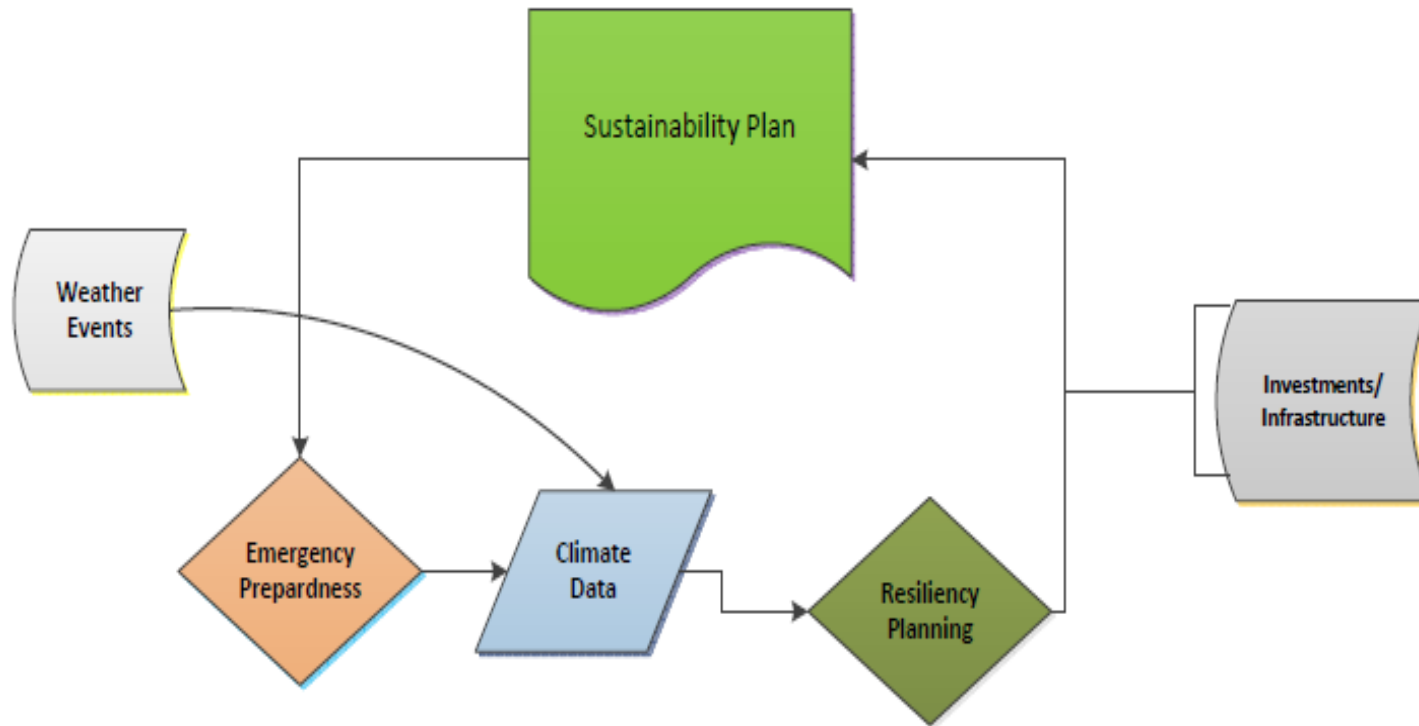 Sustainability Plan
Weather
Events
Investments/
Infrastructure
Emergency
Prepardness
Climate
Data
Resiliency
Planning